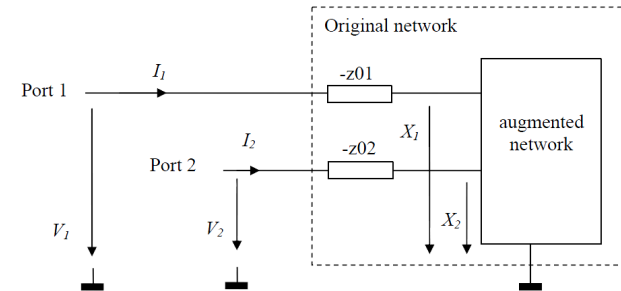 Original network
-z01
Port 1
I1
augmented
network
X1
I2
-z02
Port 2
V1
V2
X2